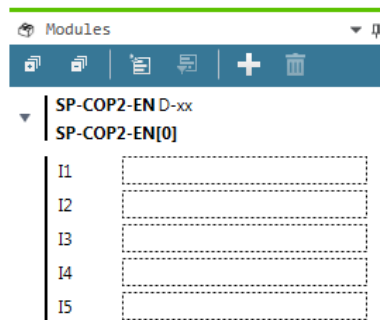 Modules
SP-COP2-EN D-xx
SP-COP2-EN[0]
I1
I2
I3
I4
I5